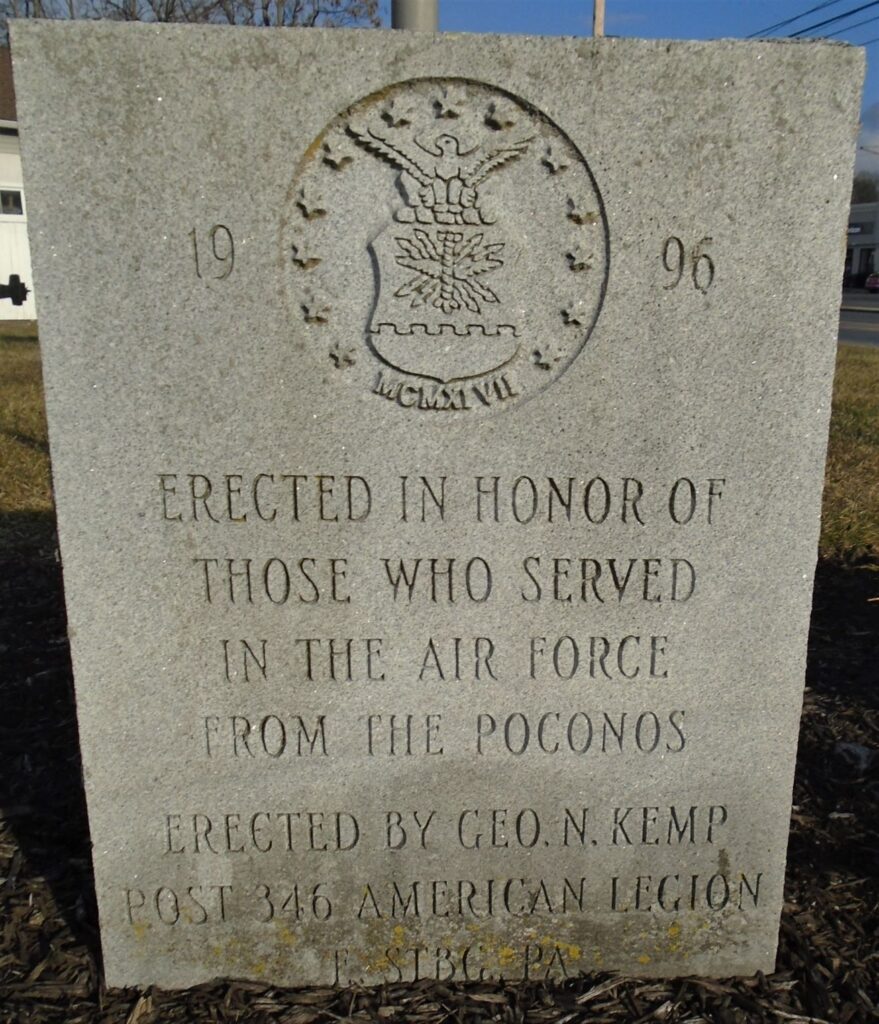 19 96
MCMXLVII
ERECTED IN HONOR OF
THOSE WHO SERVED
IN THE AIR FORCE
FROM THE POCONOS
ERECTED BY GEO. N. KEMP
POST 346 AMERICAN LEGION
E. STBG., PA.